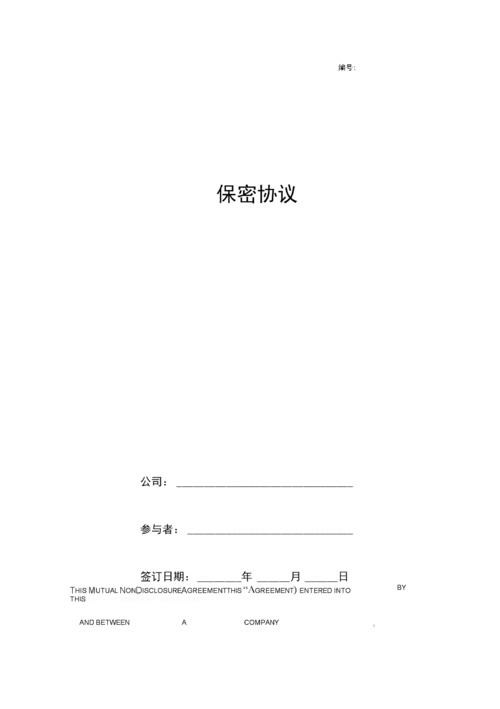 编号:
保密协议
公司： ________________________________
参与者： ______________________________
签订日期： ________年 ______月 ______日
THIS MUTUAL NONDISCLOSUREAGREEMENTTHIS “AGREEMENT) ENTERED INTO BY
THIS
AND BETWEEN A COMPANY ,